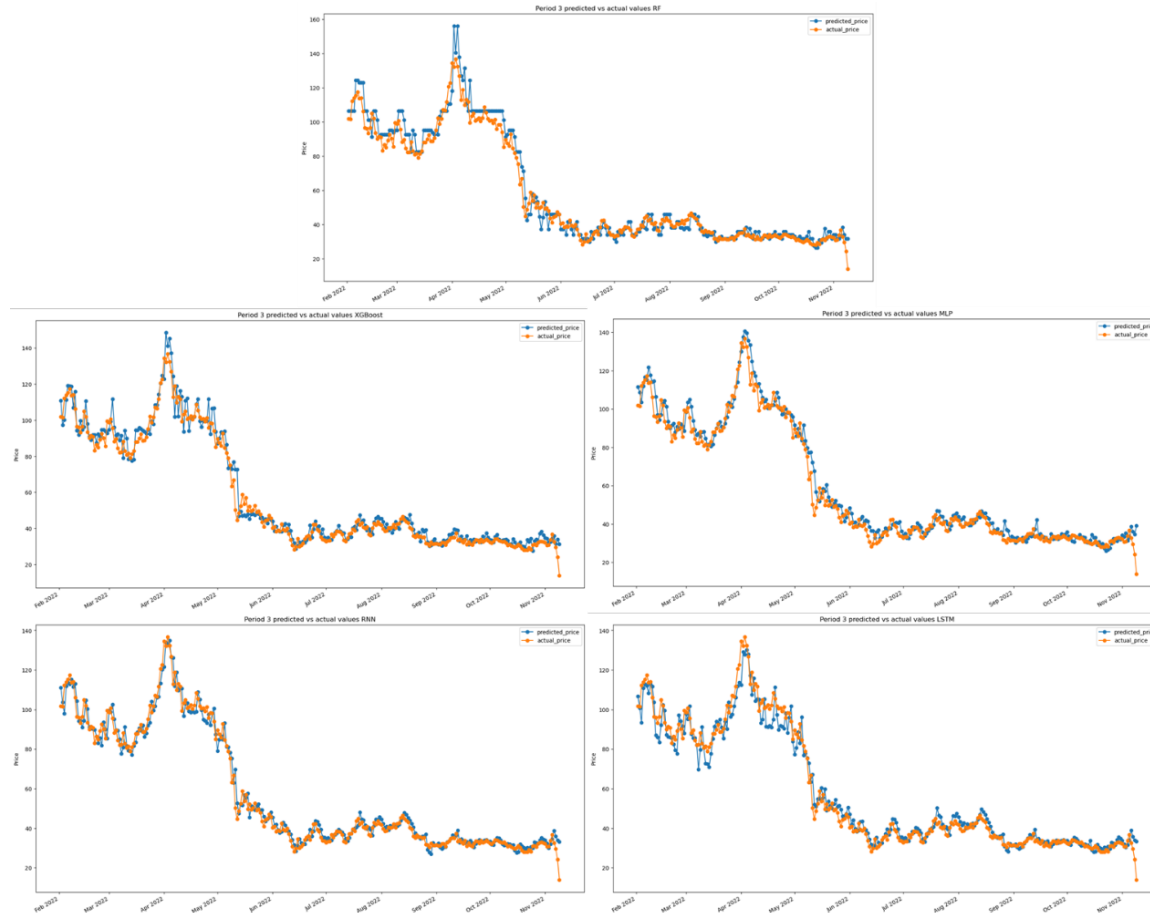 Period 3 predicted vs actual values RF
predicted_price
actual_price
Price
160
140
120
100
80
60
40
20
Feb 2022
Mar 2022
Apr 2022
May 2022
Jun 2022
Jul 2022
Aug 2022
Sep 2022
Oct 2022
Nov 2022
Period 3 predicted vs actual values XGBoost
predicted_price
actual_price
Price
140
120
100
80
60
40
20
Feb 2022
Mar 2022
Apr 2022
May 2022
Jun 2022
Jul 2022
Aug 2022
Sep 2022
Oct 2022
Nov 2022
Period 3 predicted vs actual values MLP
predicted_pri
actual_price
Price
140
120
100
80
60
40
20
Feb 2022
Mar 2022
Apr 2022
May 2022
Jun 2022
Jul 2022
Aug 2022
Sep 2022
Oct 2022
Nov 2022
Period 3 predicted vs actual values RNN
predicted_price
actual_price
Price
140
120
100
80
60
40
20
Feb 2022
Mar 2022
Apr 2022
May 2022
Jun 2022
Jul 2022
Aug 2022
Sep 2022
Oct 2022
Nov 2022
Period 3 predicted vs actual values LSTM
predicted_pri
actual_price
Price
140
120
100
80
60
40
20
Feb 2022
Mar 2022
Apr 2022
May 2022
Jun 2022
Jul 2022
Aug 2022
Sep 2022
Oct 2022
Nov 2022